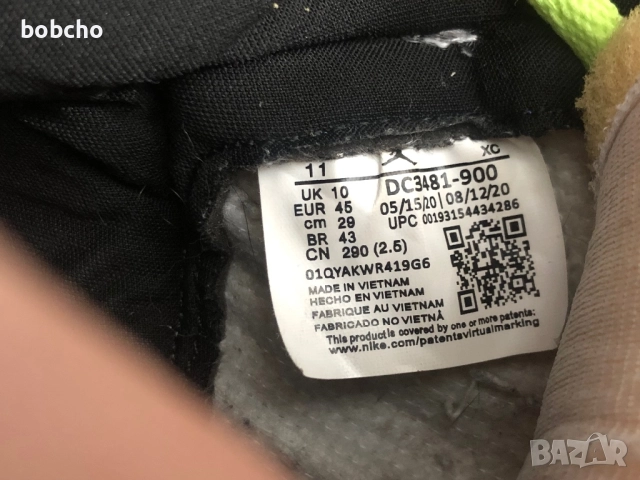 bobcho
11 XC
UK 10 DC3481-900
EUR 45 05/15/20 08/12/20
cm 29 UPC 00193154434286
BR 43
CN 290 (2.5)
01QYAKWR419G6
MADE IN VIETNAM
HECHO EN VIETNAM
FABRIQUE AU VIETNAM
FABRICADO NO VIETNÃ
This product is covered by one or more patents:
www.nike.com/patentsvirtualmarking
BAZAR